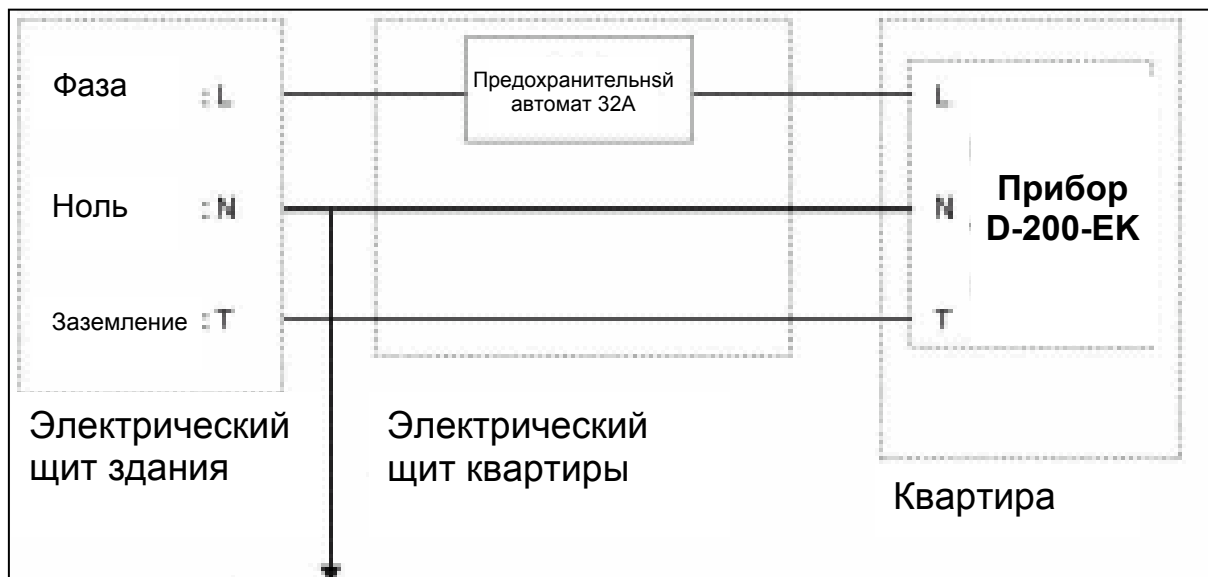 Фаза :L
Предохранительнsй
автомат 32А
L
Ноль :N
N
Прибор
D-200-EK
Заземление :T
T
Электрический
щит здания
Электрический
щит квартиры
Квартира